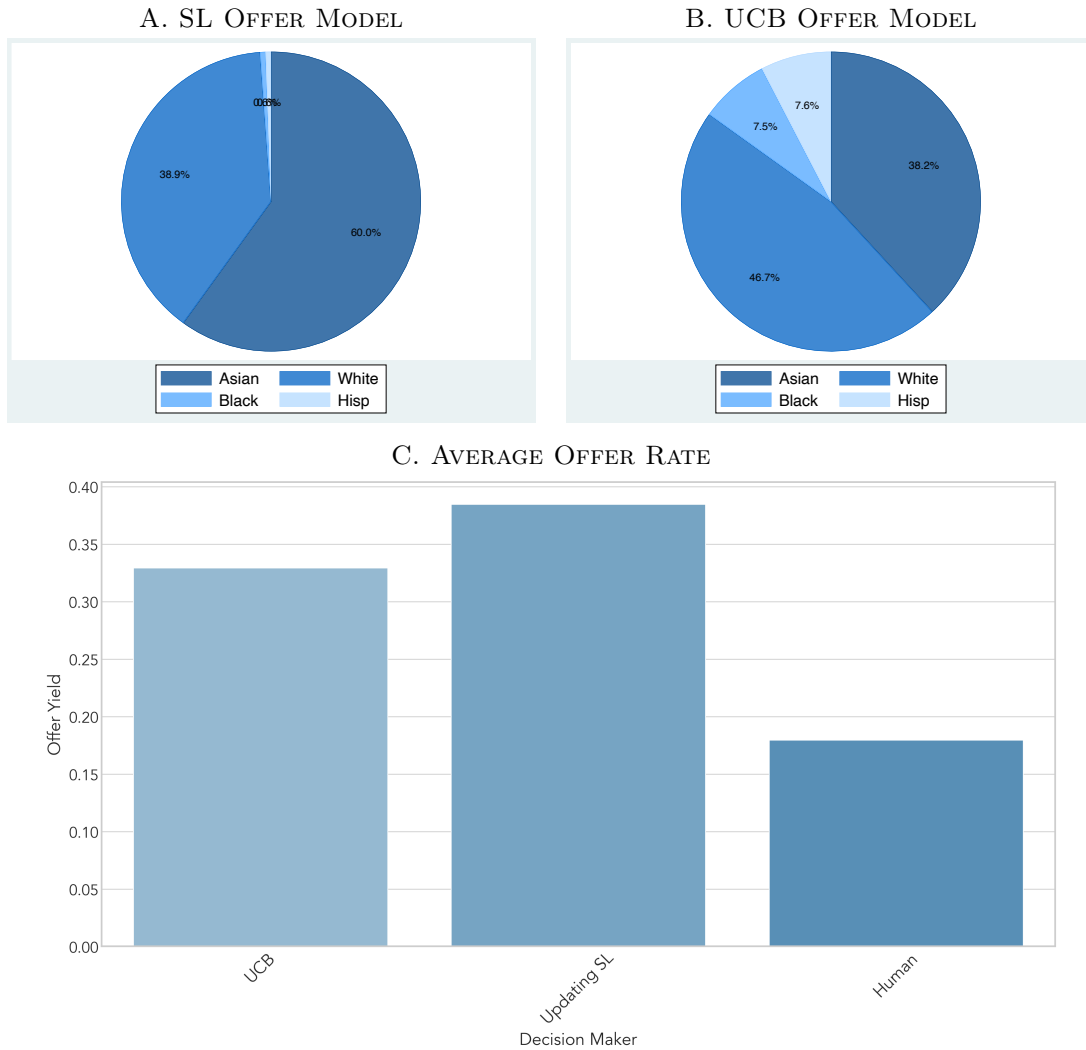 A. SL OFFER MODEL
38.9%
60.0%
Asian White
Black Hisp
B. UCB OFFER MODEL
7.6%
7.5%
38.2%
46.7%
Asian White
Black Hisp
C. AVERAGE OFFER RATE
Offer Yield
0.40
0.35
0.30
0.25
0.20
0.15
0.10
0.05
0.00
UCB
Updating SL
Human
Decision Maker